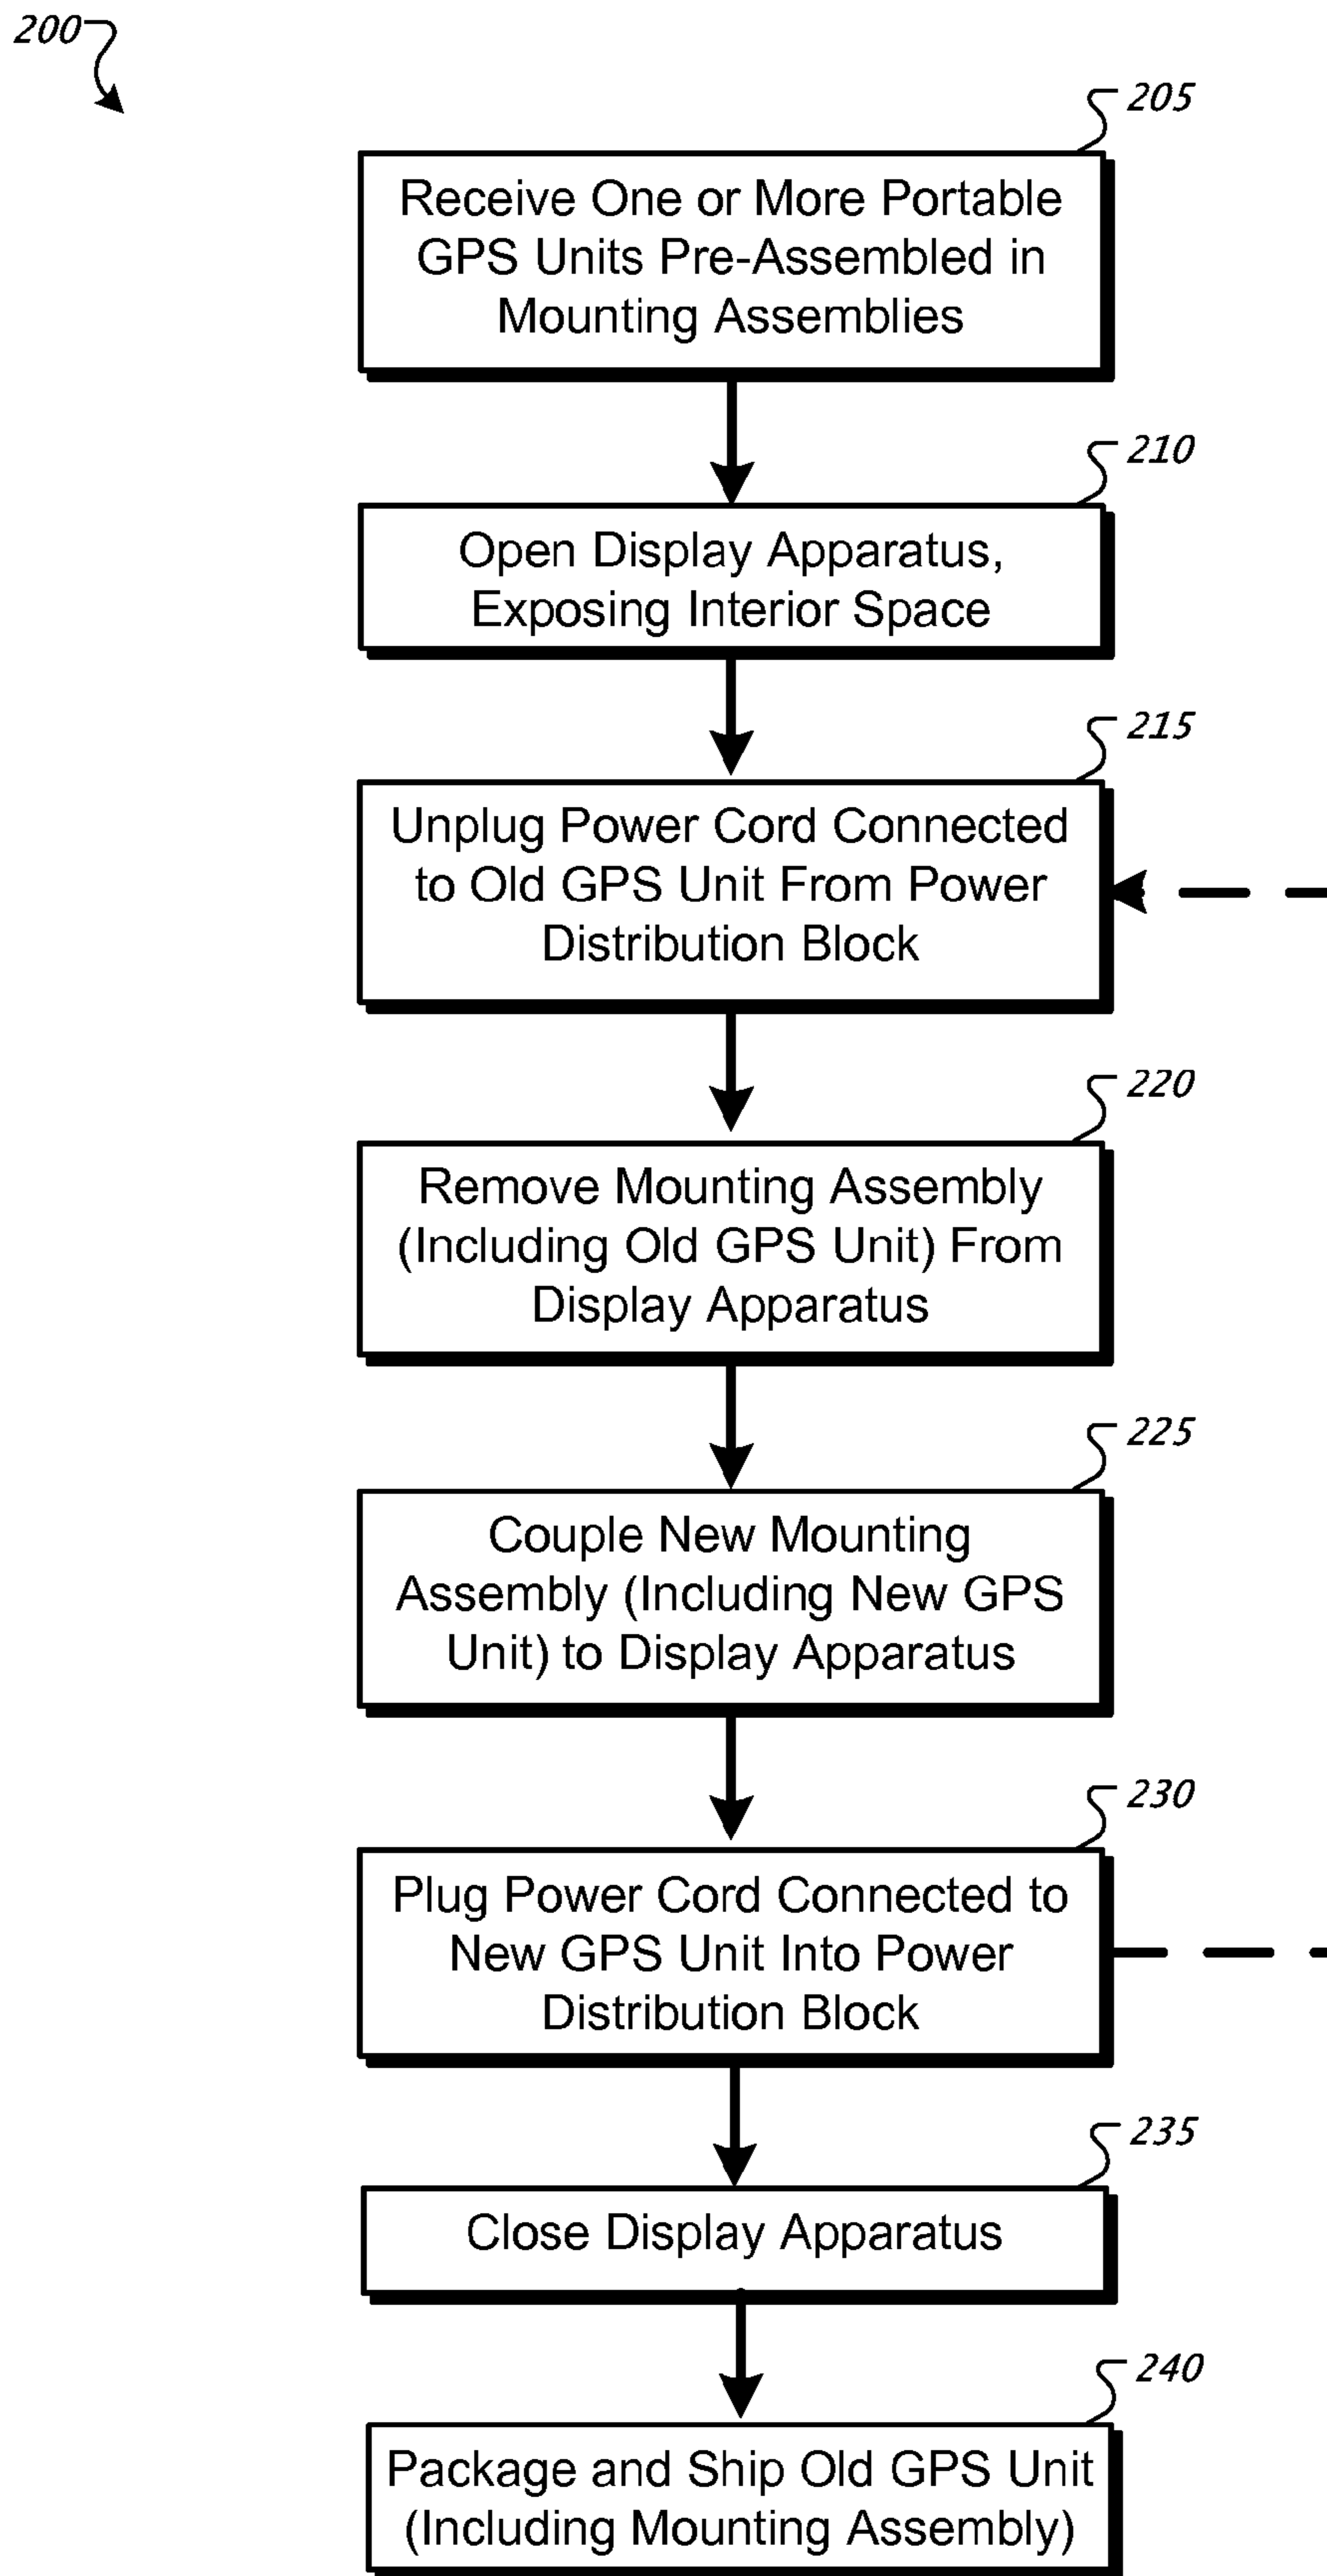 200
205
Receive One or More Portable
GPS Units Pre-Assembled in
Mounting Assemblies
210
Open Display Apparatus,
Exposing Interior Space
215
Unplug Power Cord Connected
to Old GPS Unit From Power
Distribution Block
220
Remove Mounting Assembly
(Including Old GPS Unit) From
Display Apparatus
225
Couple New Mounting
Assembly (Including New GPS
Unit) to Display Apparatus
230
Plug Power Cord Connected to
New GPS Unit Into Power
Distribution Block
235
Close Display Apparatus
240
Package and Ship Old GPS Unit
(Including Mounting Assembly)